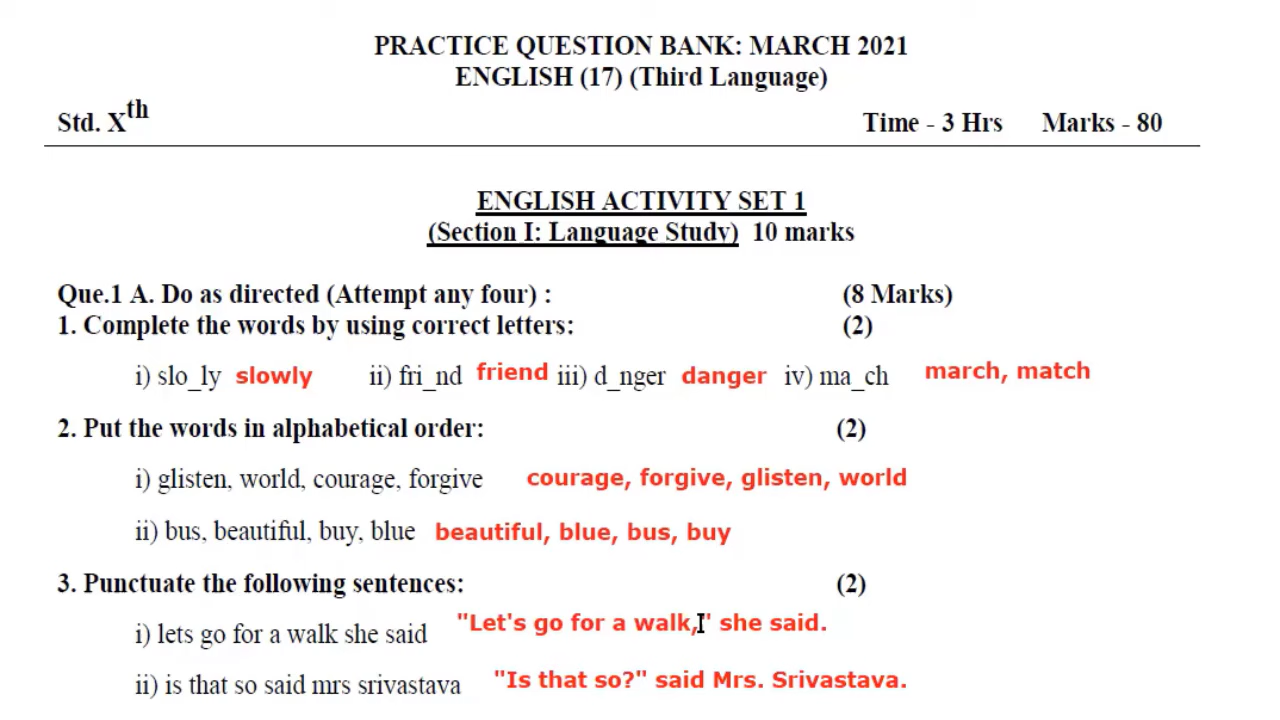 PRACTICE QUESTION BANK: MARCH 2021
ENGLISH (17) (Third Language)
Std. Xth Time - 3 Hrs Marks - 80
ENGLISH ACTIVITY SET 1
(Section I: Language Study) 10 marks
Que.1 A. Do as directed (Attempt any four) : (8 Marks)
1. Complete the words by using correct letters: (2)
i) slo_ly slowly ii) fri_nd friend iii) d_nger danger iv) ma_ch march, match
2. Put the words in alphabetical order: (2)
i) glisten, world, courage, forgive courage, forgive, glisten, world
ii) bus, beautiful, buy, blue beautiful, blue, bus, buy
3. Punctuate the following sentences: (2)
i) lets go for a walk she said "Let's go for a walk," she said.
ii) is that so said mrs srivastava "Is that so?" said Mrs. Srivastava.